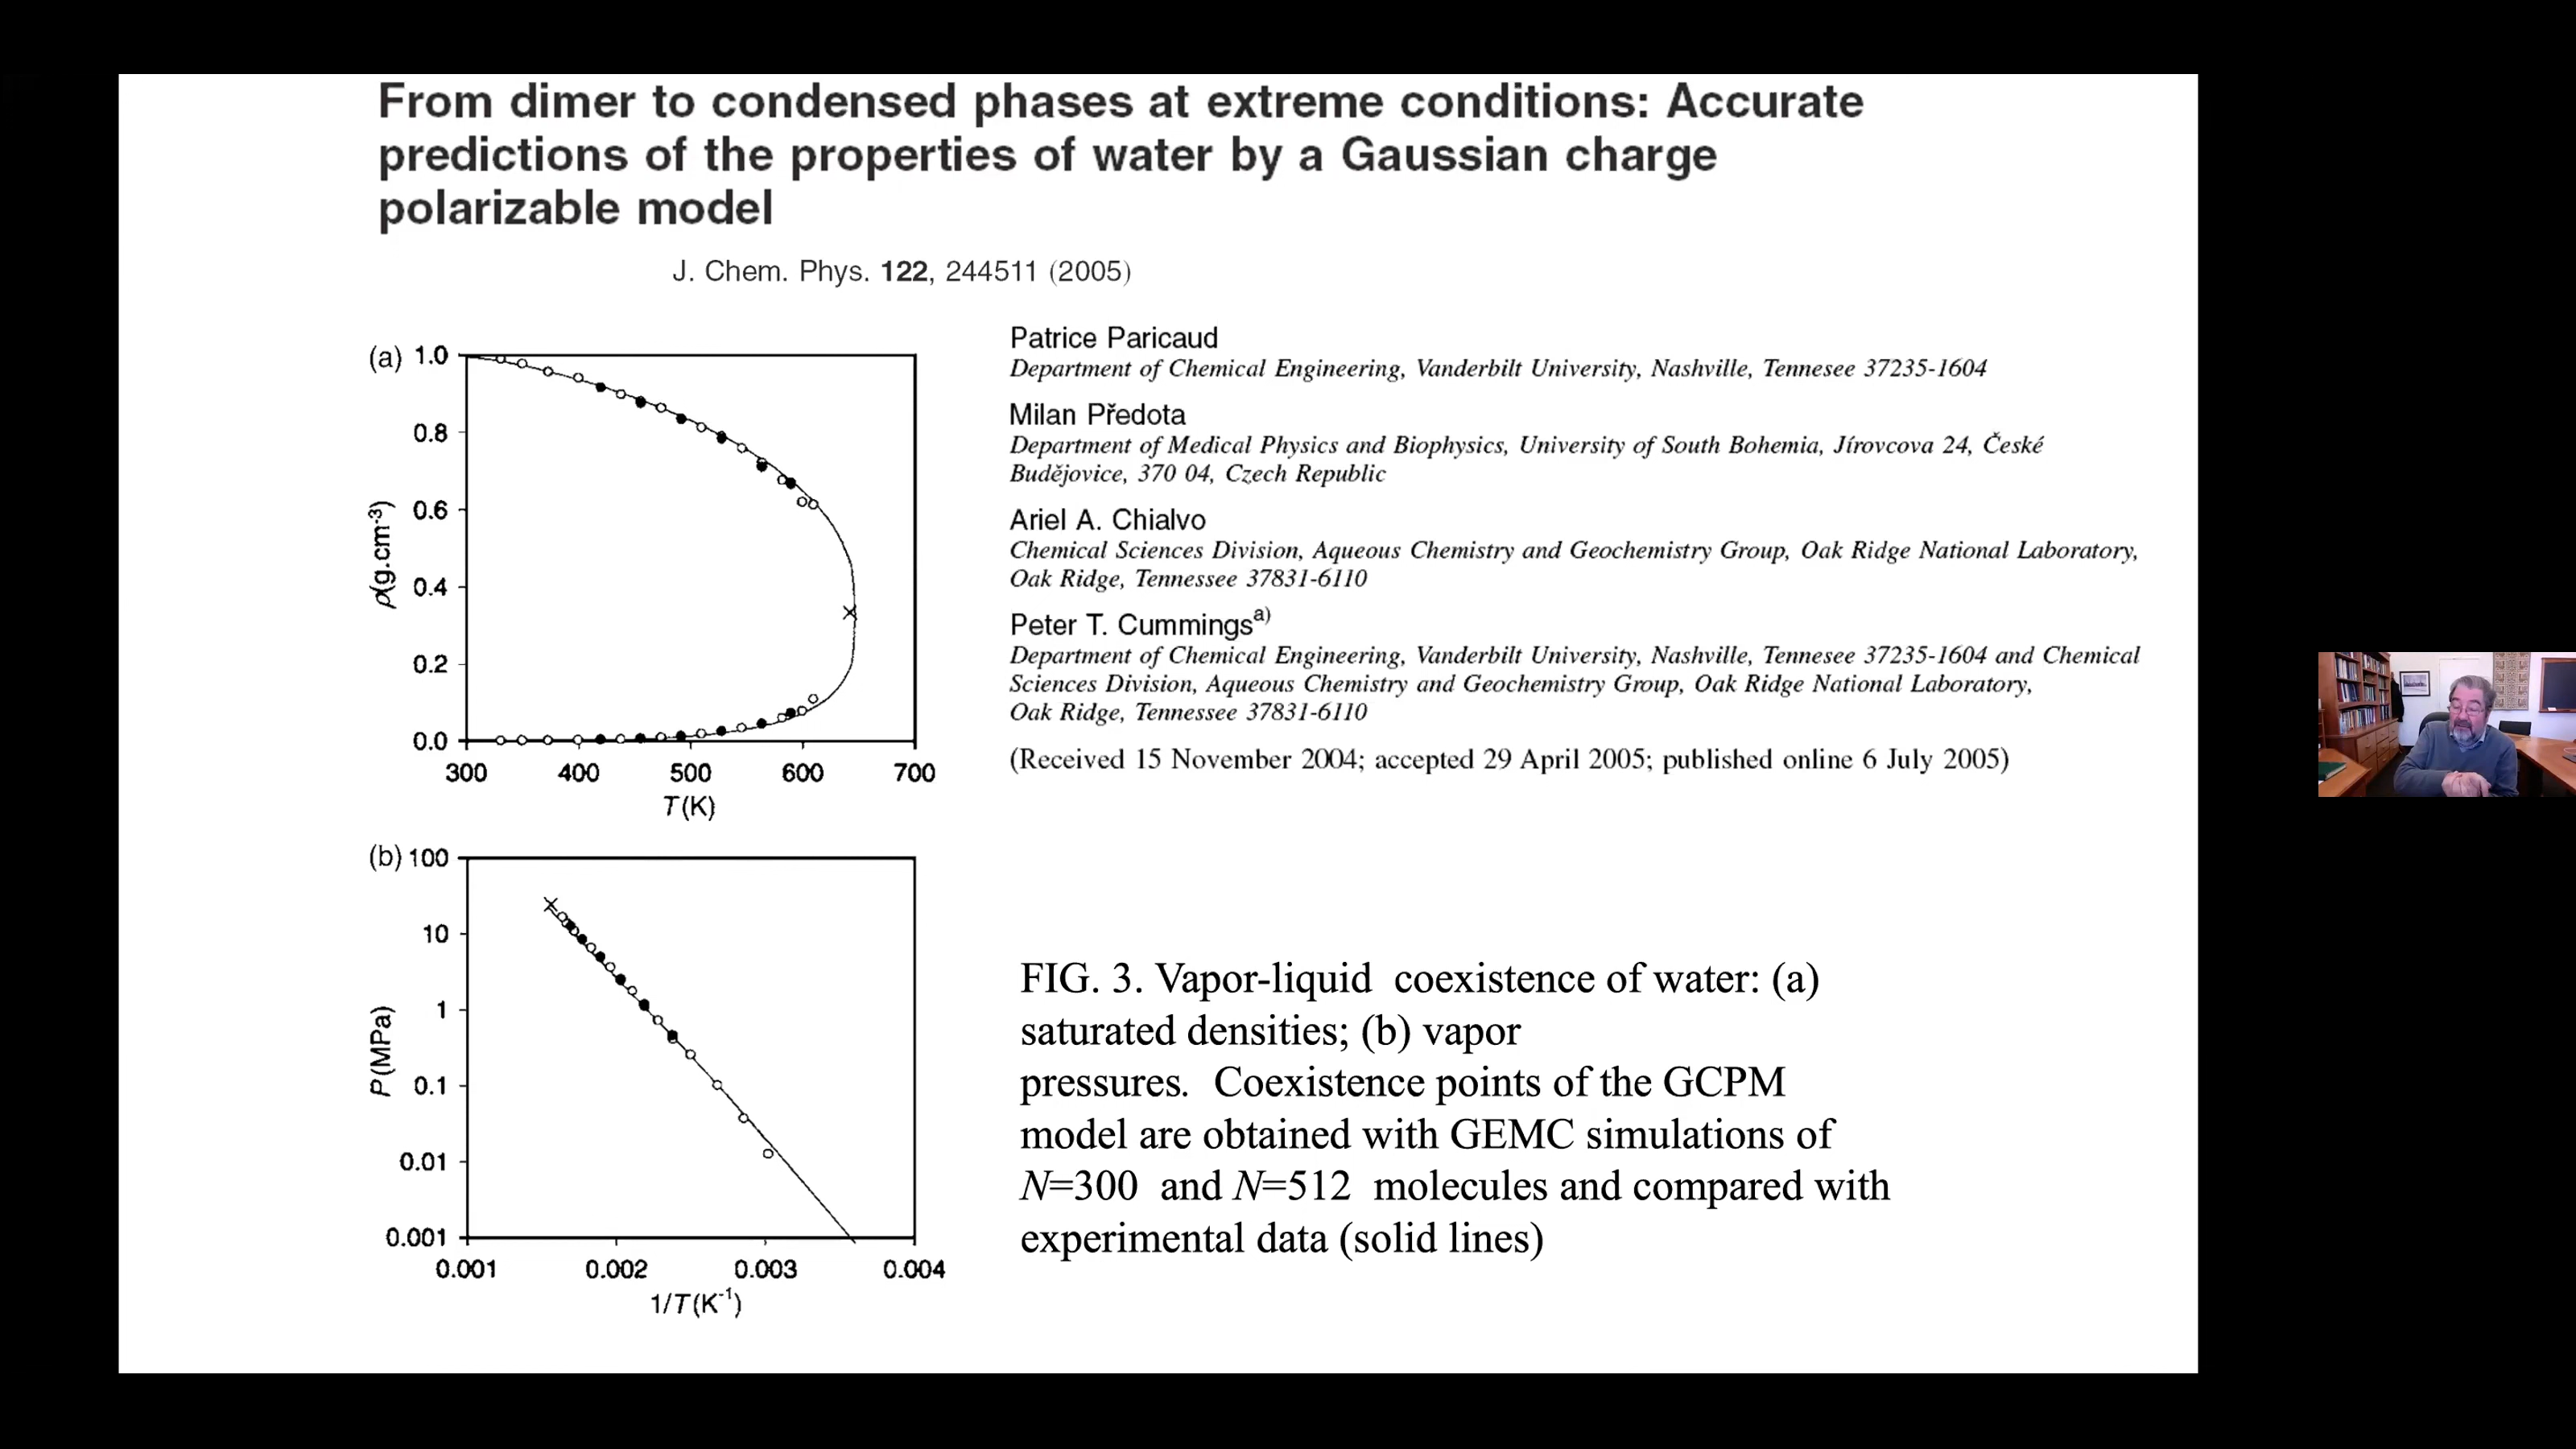 From dimer to condensed phases at extreme conditions: Accurate
predictions of the properties of water by a Gaussian charge
polarizable model
J. Chem. Phys. 122, 244511 (2005)
(a)
1.0
0.8
0.6
0.4
0.2
0.0
ρ(g.cm-3)
300 400 500 600 700
T(K)
Patrice Paricaud
Department of Chemical Engineering, Vanderbilt University, Nashville, Tennesee 37235-1604
Milan Předota
Department of Medical Physics and Biophysics, University of South Bohemia, Jírovcova 24, České
Budějovice, 370 04, Czech Republic
Ariel A. Chialvo
Chemical Sciences Division, Aqueous Chemistry and Geochemistry Group, Oak Ridge National Laboratory,
Oak Ridge, Tennessee 37831-6110
Peter T. Cummingsa)
Department of Chemical Engineering, Vanderbilt University, Nashville, Tennesee 37235-1604 and Chemical
Sciences Division, Aqueous Chemistry and Geochemistry Group, Oak Ridge National Laboratory,
Oak Ridge, Tennessee 37831-6110
(Received 15 November 2004; accepted 29 April 2005; published online 6 July 2005)
(b)
100
10
1
0.1
0.01
0.001
P(MPa)
0.001 0.002 0.003 0.004
1/T(K-1)
FIG. 3. Vapor-liquid coexistence of water: (a)
saturated densities; (b) vapor
pressures. Coexistence points of the GCPM
model are obtained with GEMC simulations of
N=300 and N=512 molecules and compared with
experimental data (solid lines)